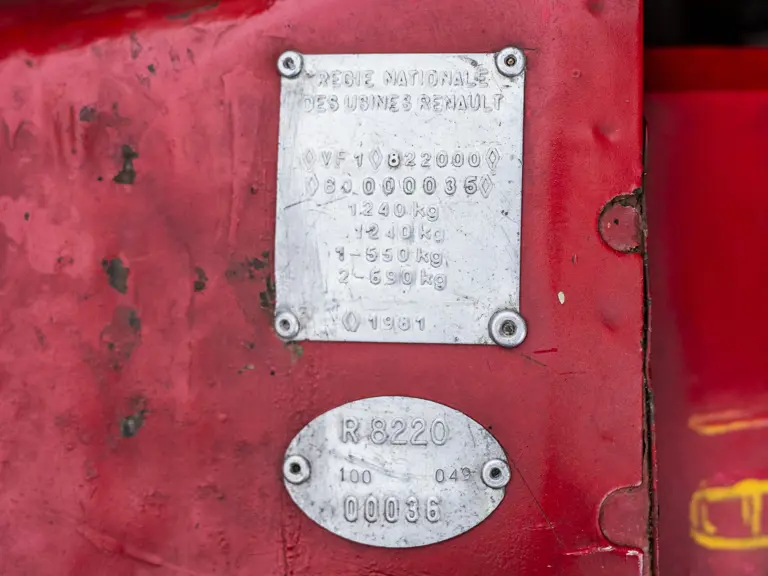 REGIE NATIONALE
DES USINES RENAULT
◊VF1◊822000◊
◊B0000035◊
1240 kg
1240 kg
1-550 kg
2-690 kg
◊1981
R 8220
100 049
00036